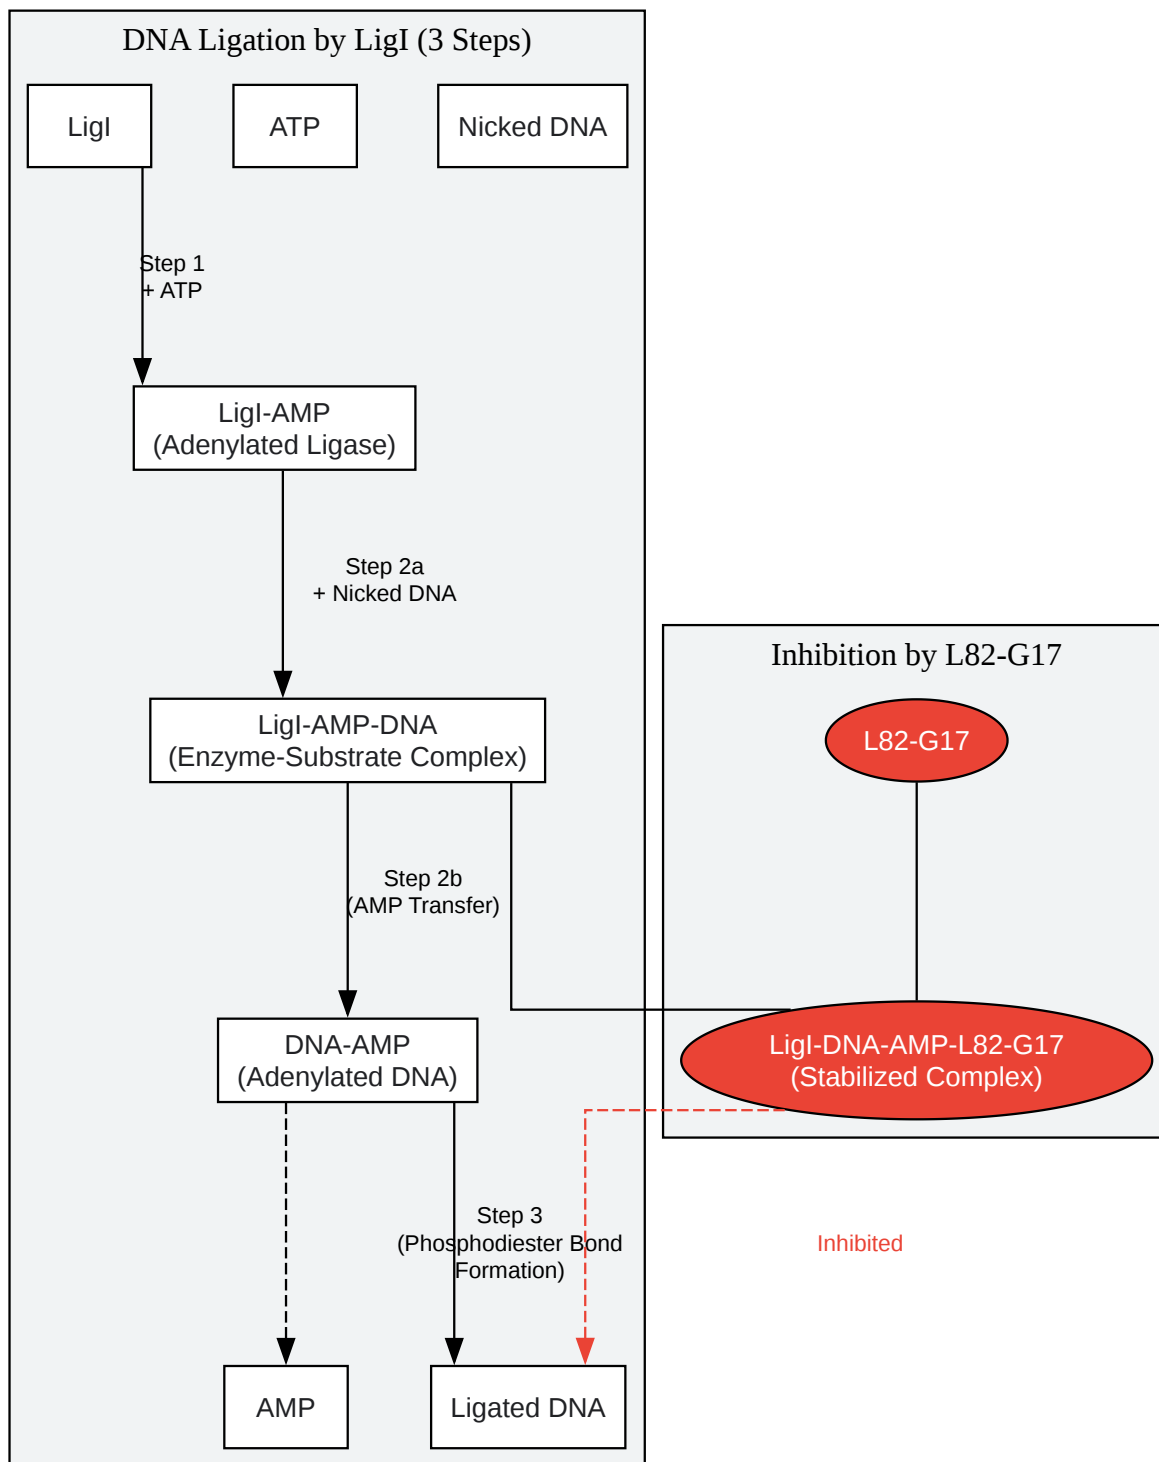 DNA Ligation by LigI (3 Steps)
LigI
ATP
Nicked DNA
Step 1
+ ATP
LigI-AMP
(Adenylated Ligase)
Step 2a
+ Nicked DNA
LigI-AMP-DNA
(Enzyme-Substrate Complex)
Step 2b
(AMP Transfer)
DNA-AMP
(Adenylated DNA)
Step 3
(Phosphodiester Bond
Formation)
AMP
Ligated DNA
Inhibition by L82-G17
L82-G17
LigI-DNA-AMP-L82-G17
(Stabilized Complex)
Inhibited